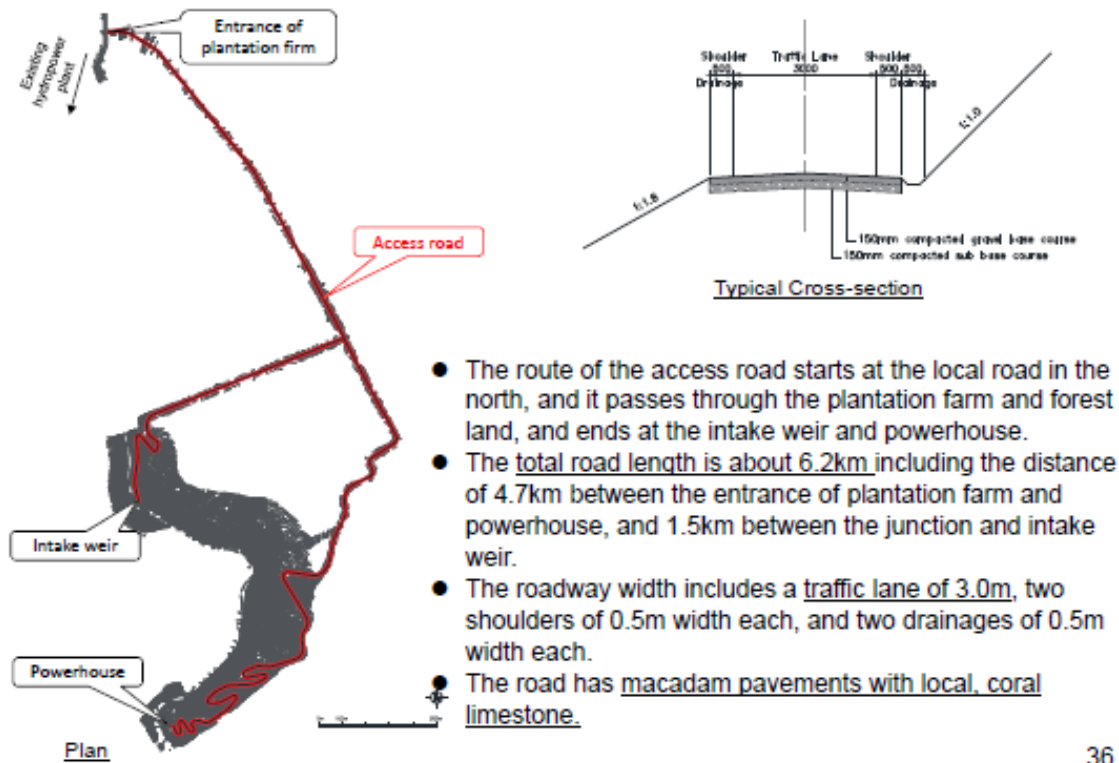 Entrance of
plantation firm
Existing
hydropower
plant
Access road
Intake weir
Powerhouse
Plan
Shoulder Traffic Lane Shoulder
500 3000 500 500
Drainage Drainage
1:1.0
150mm compacted gravel base course
150mm compacted sub base course
Typical Cross-section
● The route of the access road starts at the local road in the
north, and it passes through the plantation farm and forest
land, and ends at the intake weir and powerhouse.
● The total road length is about 6.2km including the distance
of 4.7km between the entrance of plantation farm and
powerhouse, and 1.5km between the junction and intake
weir.
● The roadway width includes a traffic lane of 3.0m, two
shoulders of 0.5m width each, and two drainages of 0.5m
width each.
● The road has macadam pavements with local, coral
limestone.
36